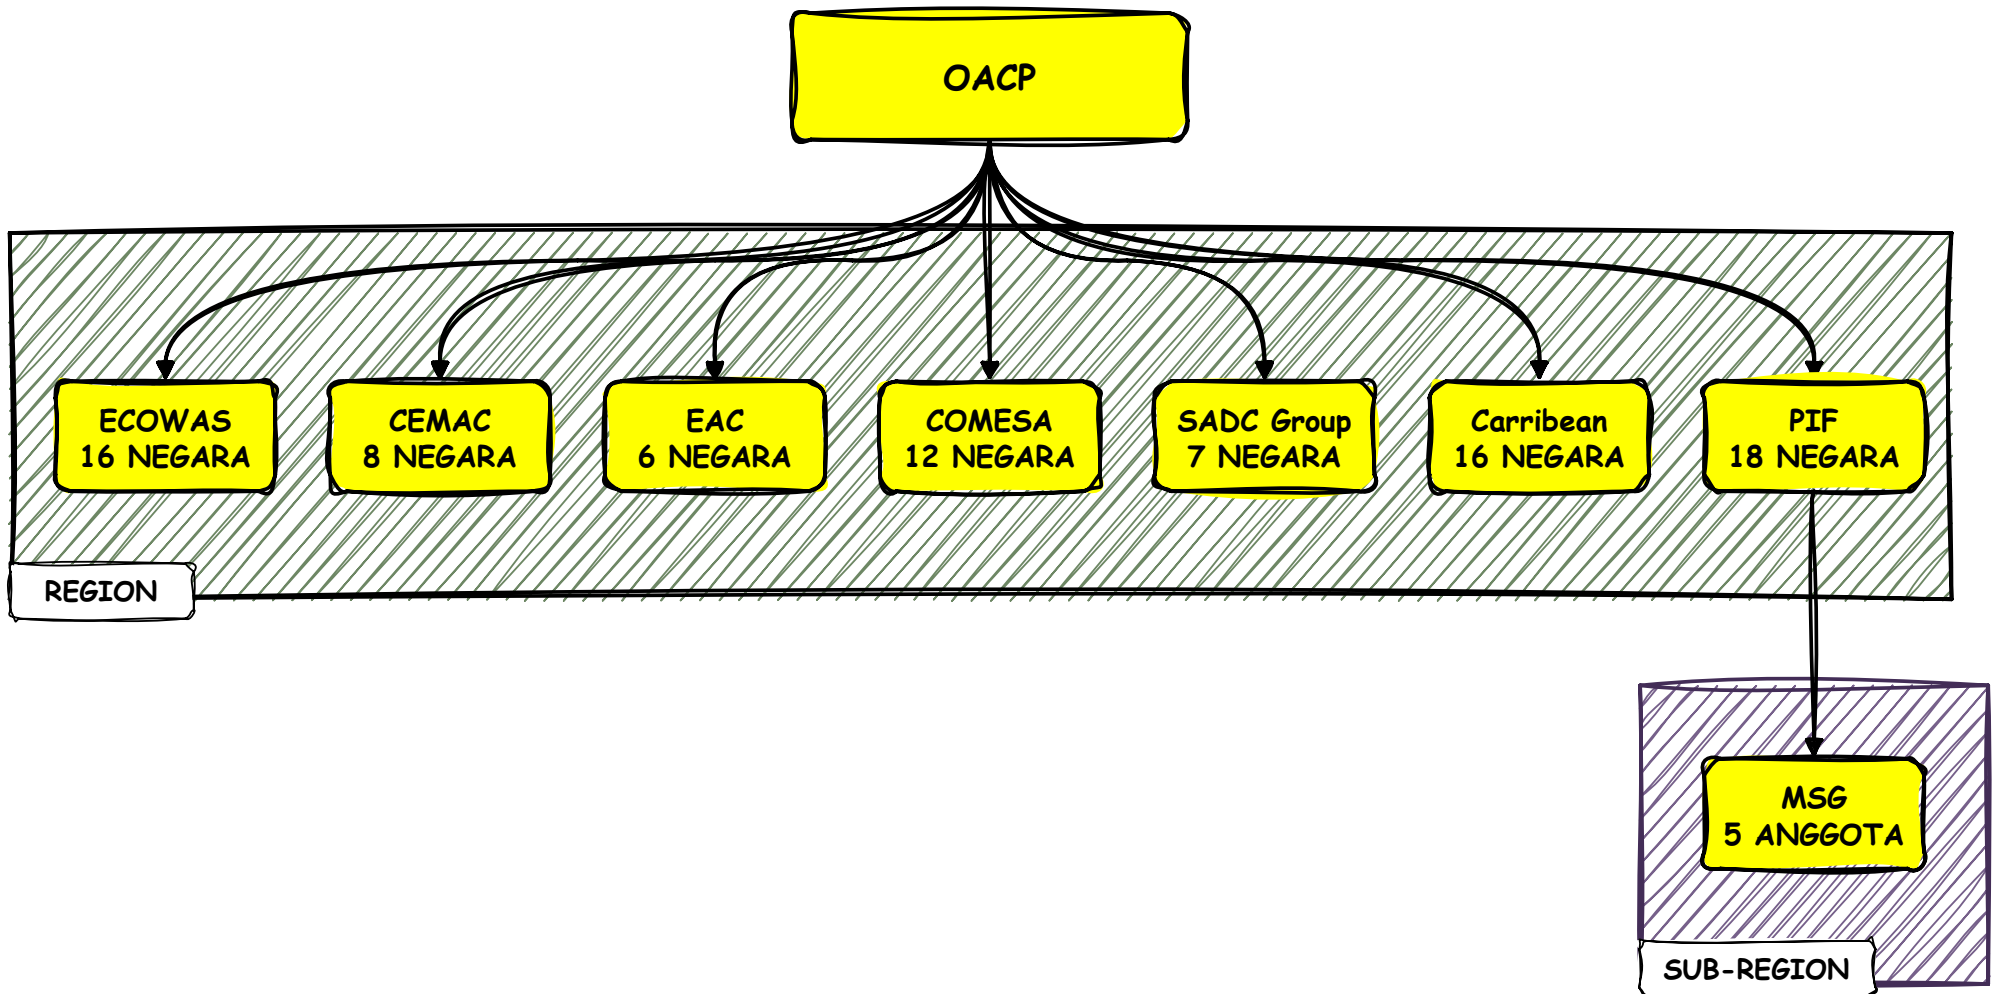 OACP
ECOWAS
16 NEGARA
CEMAC
8 NEGARA
EAC
6 NEGARA
COMESA
12 NEGARA
SADC Group
7 NEGARA
Carribean
16 NEGARA
PIF
18 NEGARA
REGION
MSG
5 ANGGOTA
SUB-REGION